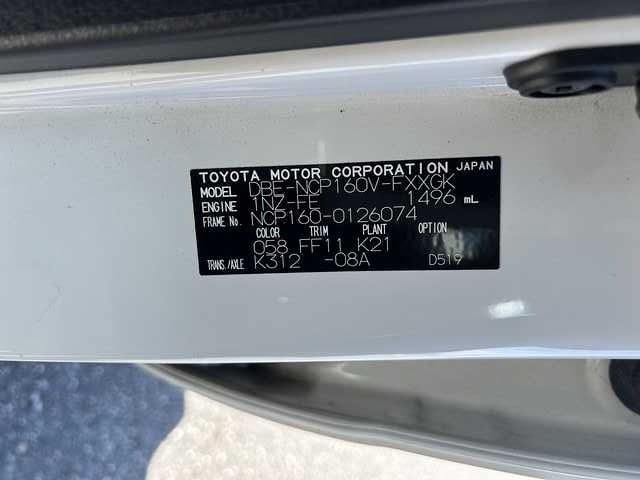 TOYOTA MOTOR CORPORATION JAPAN
MODEL DBE-NCP160V-FXXGK
ENGINE 1NZ-FE 1496 mL
FRAME No. NCP160-0126074
COLOR TRIM PLANT OPTION
058 FF11 K21
TRANS./AXLE K312 -08A D519